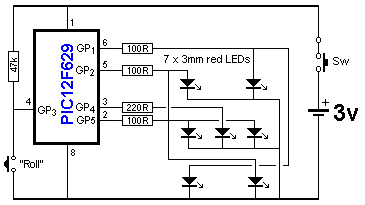 1
GP1
6
100R
7 x 3mm red LEDs
GP2
5
100R
Sw
47k
PIC12F629
4
GP3
GP4
3
220R
+
3v
GP5
2
100R
8
"Roll"